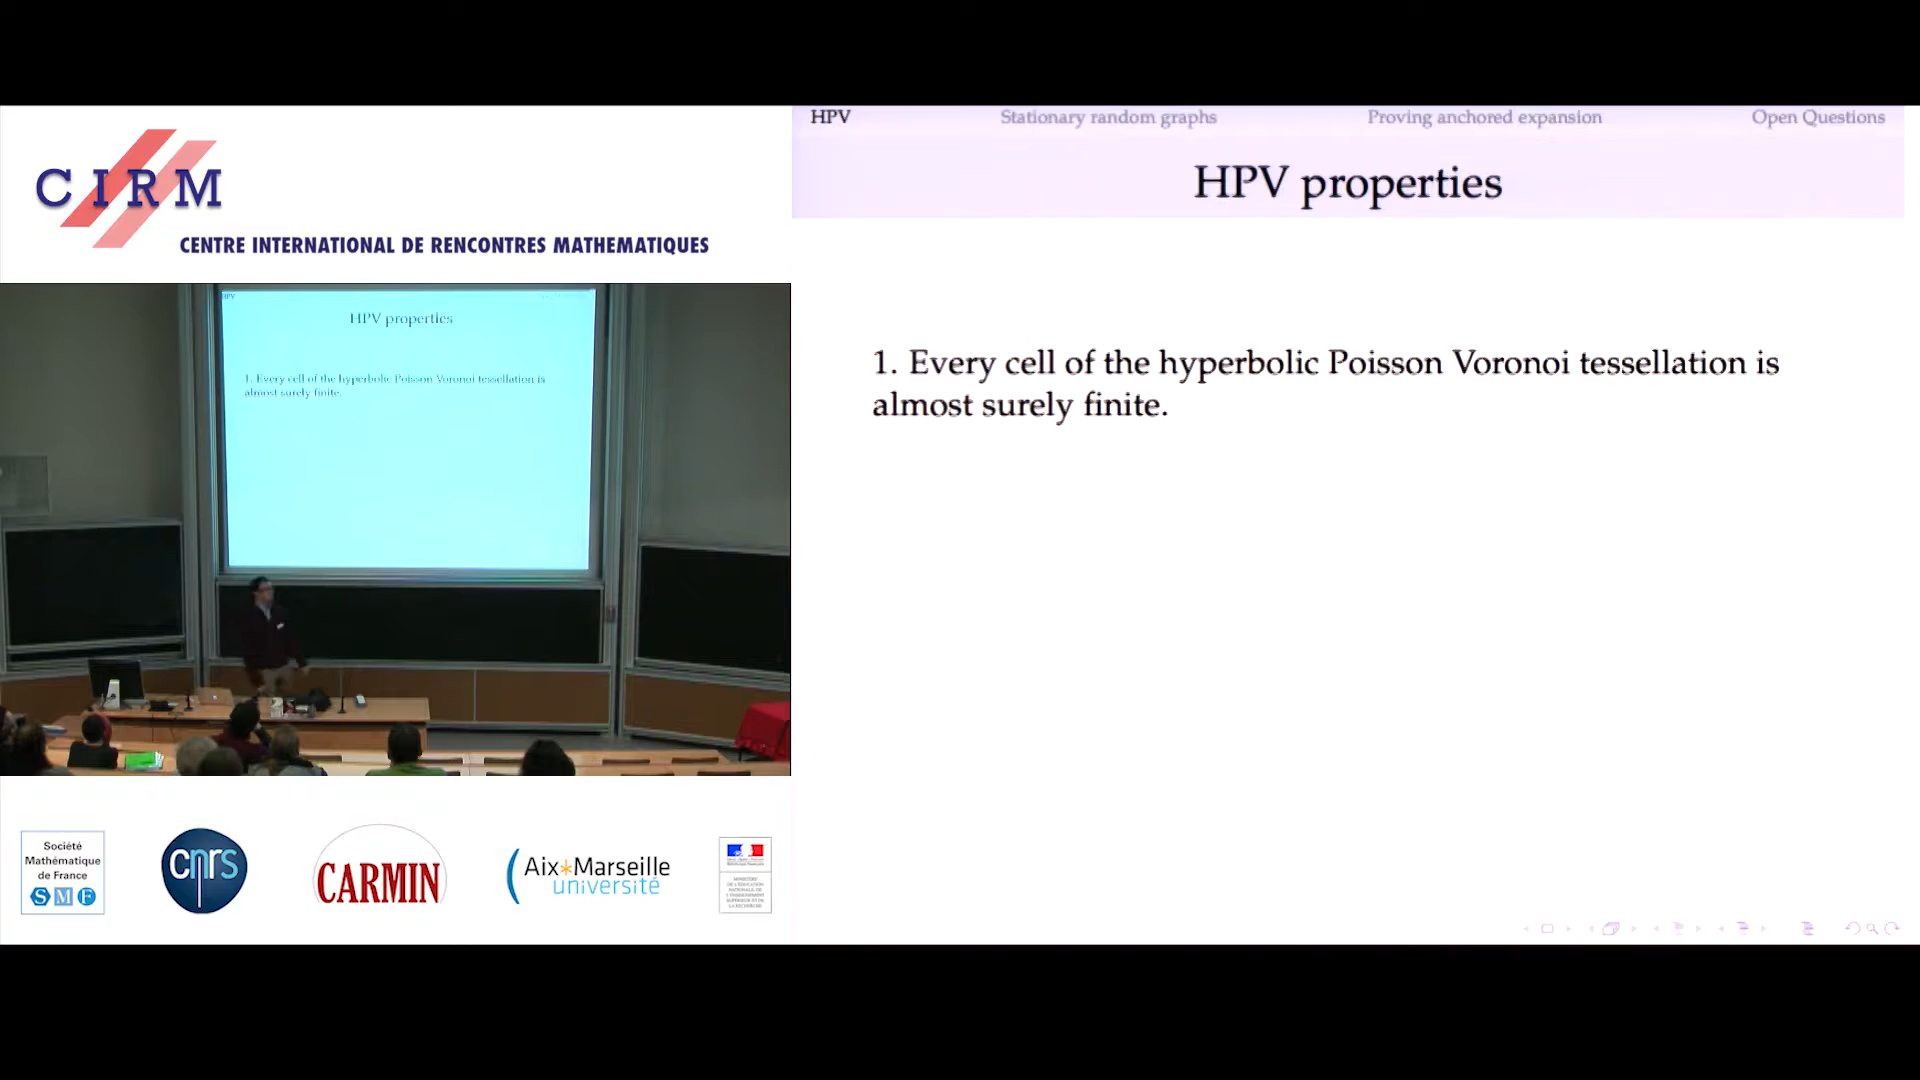 CIRM
CENTRE INTERNATIONAL DE RENCONTRES MATHEMATIQUES
HPV
HPV properties
1. Every cell of the hyperbolic Poisson Voronoi tessellation is
almost surely finite.
Société
Mathématique
de France
SMF
cnrs
CARMIN
Aix*Marseille
université
HPV Stationary random graphs Proving anchored expansion Open Questions
HPV properties
1. Every cell of the hyperbolic Poisson Voronoi tessellation is
almost surely finite.